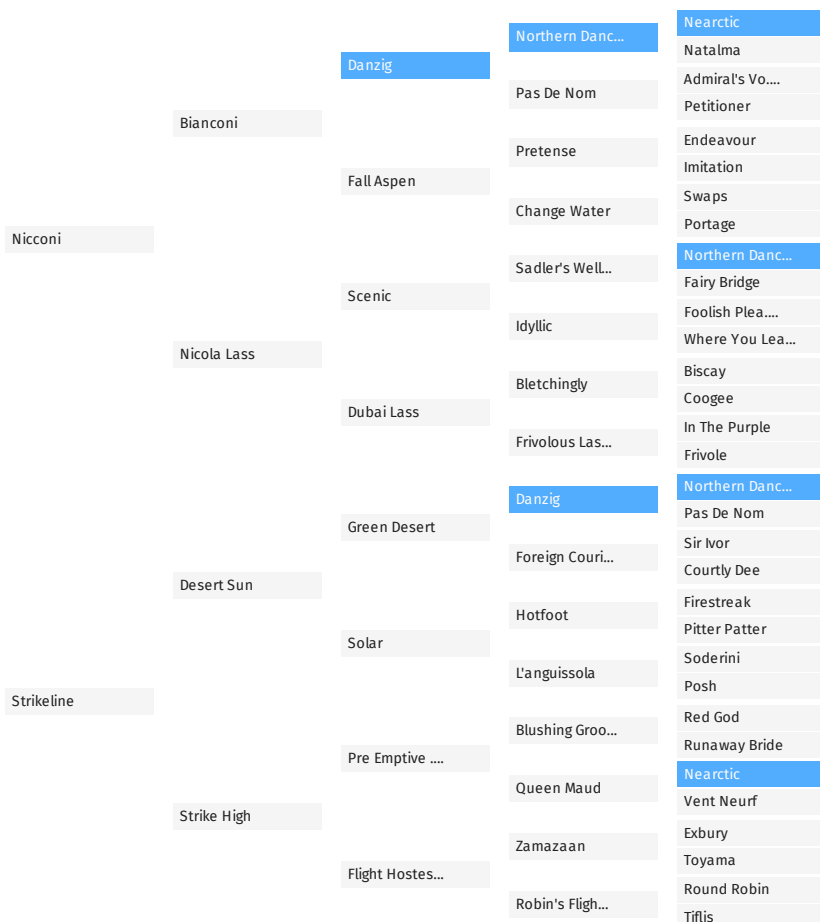 Nicconi
Strikeline
Bianconi
Nicola Lass
Desert Sun
Strike High
Danzig
Fall Aspen
Scenic
Dubai Lass
Green Desert
Solar
Pre Emptive ....
Flight Hostes...
Northern Danc...
Pas De Nom
Pretense
Change Water
Sadler's Well...
Idyllic
Bletchingly
Frivolous Las...
Danzig
Foreign Couri...
Hotfoot
L'anguissola
Blushing Groo...
Queen Maud
Zamazaan
Robin's Fligh...
Nearctic
Natalma
Admiral's Vo....
Petitioner
Endeavour
Imitation
Swaps
Portage
Northern Danc...
Fairy Bridge
Foolish Plea....
Where You Lea...
Biscay
Coogee
In The Purple
Frivole
Northern Danc...
Pas De Nom
Sir Ivor
Courtly Dee
Firestreak
Pitter Patter
Soderini
Posh
Red God
Runaway Bride
Nearctic
Vent Neurf
Exbury
Toyama
Round Robin
Tiflis